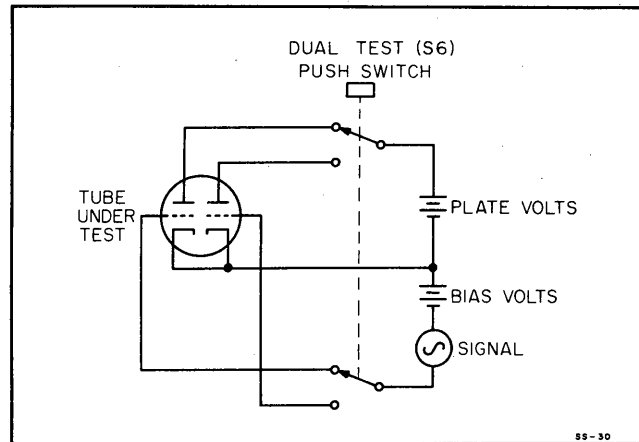 DUAL TEST (S6)
PUSH SWITCH
TUBE
UNDER
TEST
PLATE VOLTS
BIAS VOLTS
SIGNAL
SS-30